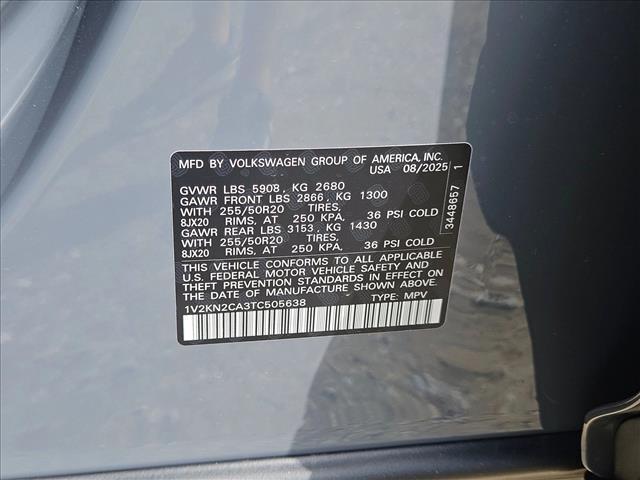 MFD. BY VOLKSWAGEN GROUP OF AMERICA, INC.
USA 08/2025
GVWR LBS 5908, KG 2680
GAWR FRONT LBS 2866, KG 1300
WITH 255/50R20 TIRES,
8JX20 RIMS, AT 250 KPA, 36 PSI COLD
GAWR REAR LBS 3153, KG 1430
WITH 255/50R20 TIRES,
8JX20 RIMS, AT 250 KPA, 36 PSI COLD
THIS VEHICLE CONFORMS TO ALL APPLICABLE
U.S. FEDERAL MOTOR VEHICLE SAFETY AND
THEFT PREVENTION STANDARDS IN EFFECT ON
THE DATE OF MANUFACTURE SHOWN ABOVE.
1V2KN2CA3TC505638 TYPE: MPV
3448657 1